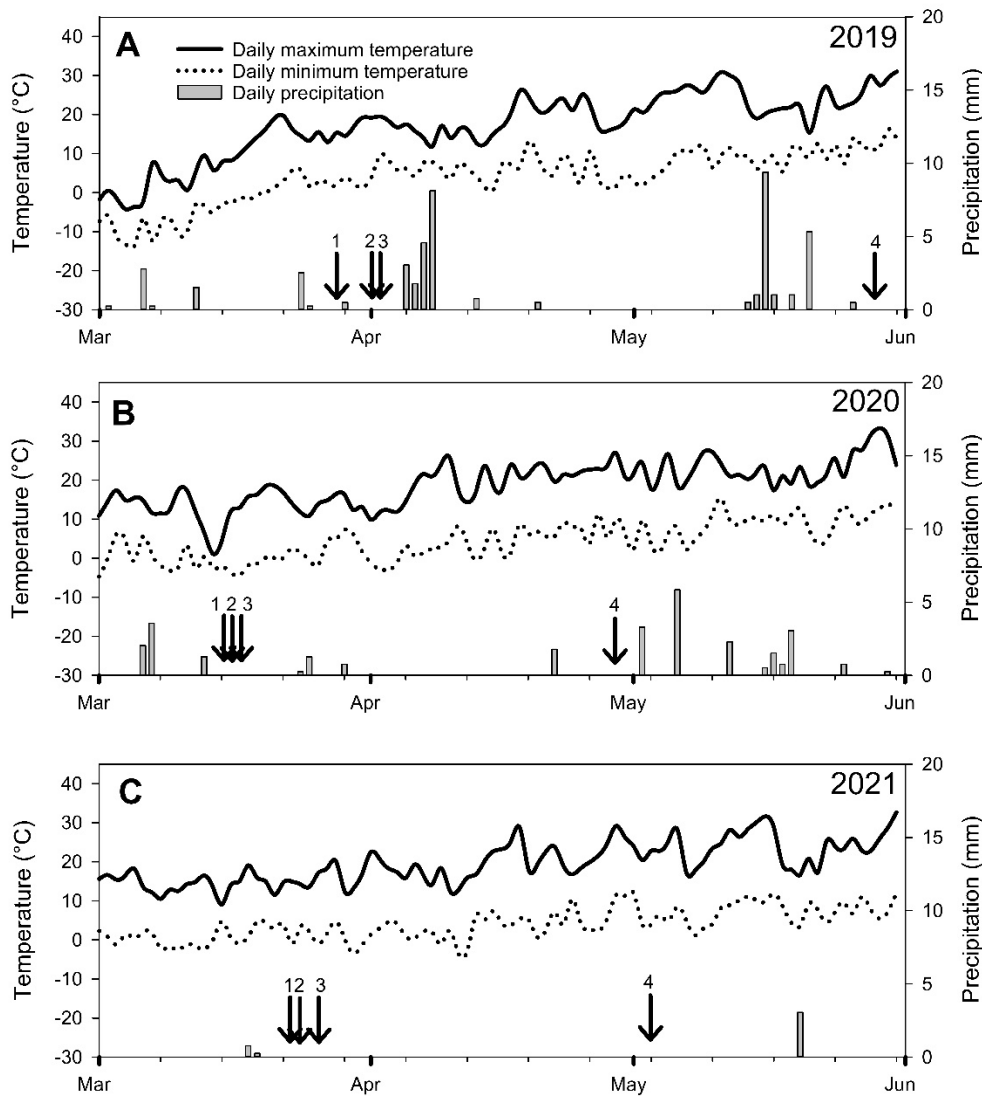 A
2019
Daily maximum temperature
Daily minimum temperature
Daily precipitation
Temperature (°C)
40
30
20
10
0
-10
-20
-30
Precipitation (mm)
20
15
10
5
0
1
2
3
4
Mar
Apr
May
Jun
B
2020
Temperature (°C)
40
30
20
10
0
-10
-20
-30
Precipitation (mm)
20
15
10
5
0
1
2
3
4
Mar
Apr
May
Jun
C
2021
Temperature (°C)
40
30
20
10
0
-10
-20
-30
Precipitation (mm)
20
15
10
5
0
1
2
3
4
Mar
Apr
May
Jun